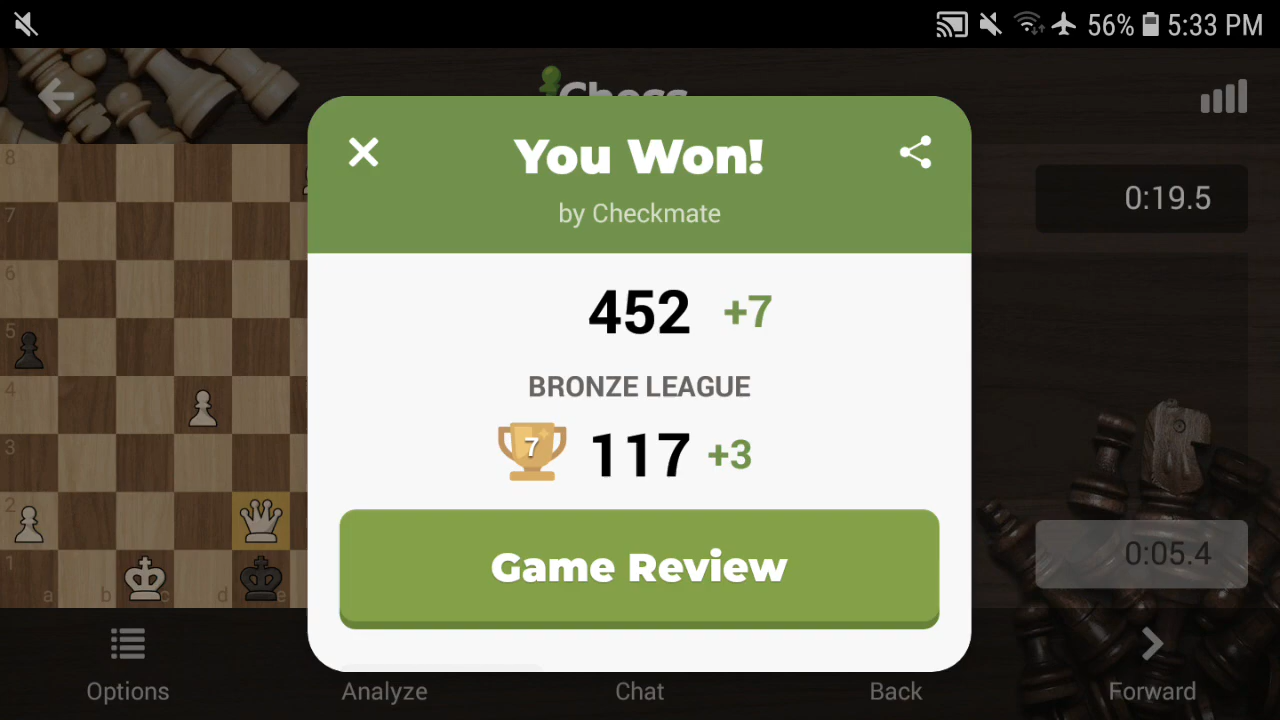 56% 5:33 PM
Chess
You Won!
by Checkmate
0:19.5
452 +7
BRONZE LEAGUE
7 117 +3
Game Review
0:05.4
8
7
6
5
4
3
2
1
a b c d e
Options Analyze Chat Back Forward